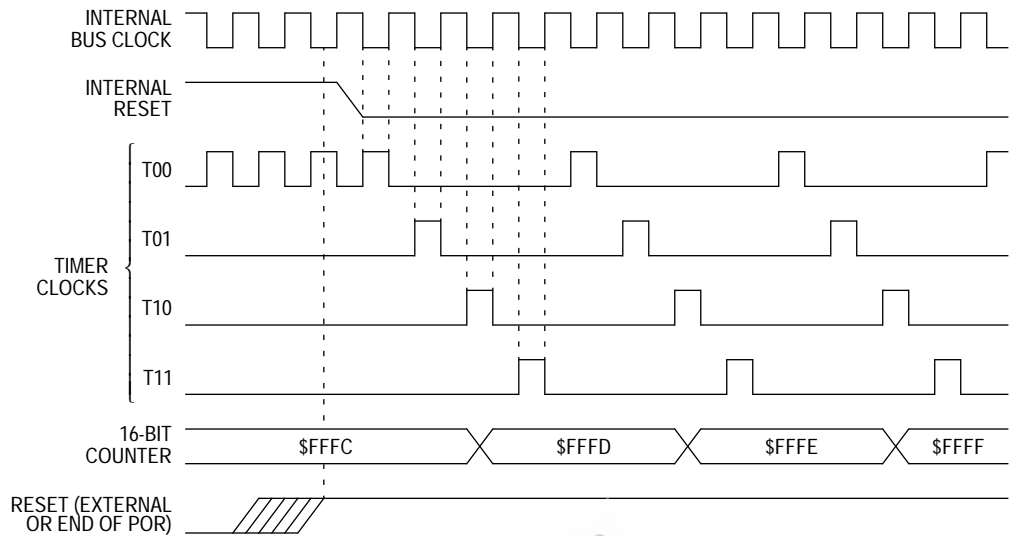 INTERNAL
BUS CLOCK
INTERNAL
RESET
T00
T01
TIMER
CLOCKS
T10
T11
16-BIT
COUNTER
$FFFC
$FFFD
$FFFE
$FFFF
RESET (EXTERNAL
OR END OF POR)